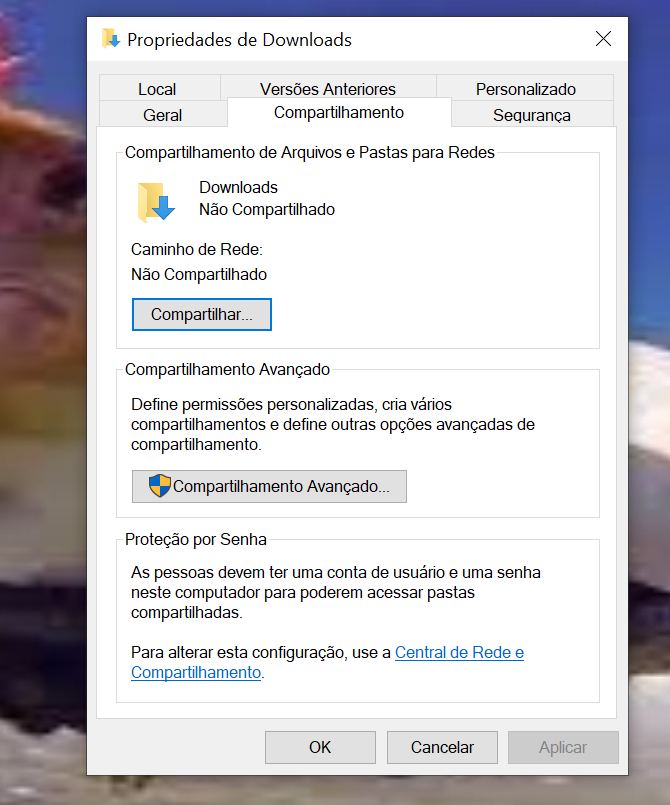 Propriedades de Downloads
Local
Versões Anteriores
Personalizado
Geral
Compartilhamento
Segurança
Compartilhamento de Arquivos e Pastas para Redes
Downloads
Não Compartilhado
Caminho de Rede:
Não Compartilhado
Compartilhar...
Compartilhamento Avançado
Define permissões personalizadas, cria vários
compartilhamentos e define outras opções avançadas de
compartilhamento.
Compartilhamento Avançado...
Proteção por Senha
As pessoas devem ter uma conta de usuário e uma senha
neste computador para poderem acessar pastas
compartilhadas.
Para alterar esta configuração, use a Central de Rede e
Compartilhamento.
OK
Cancelar
Aplicar